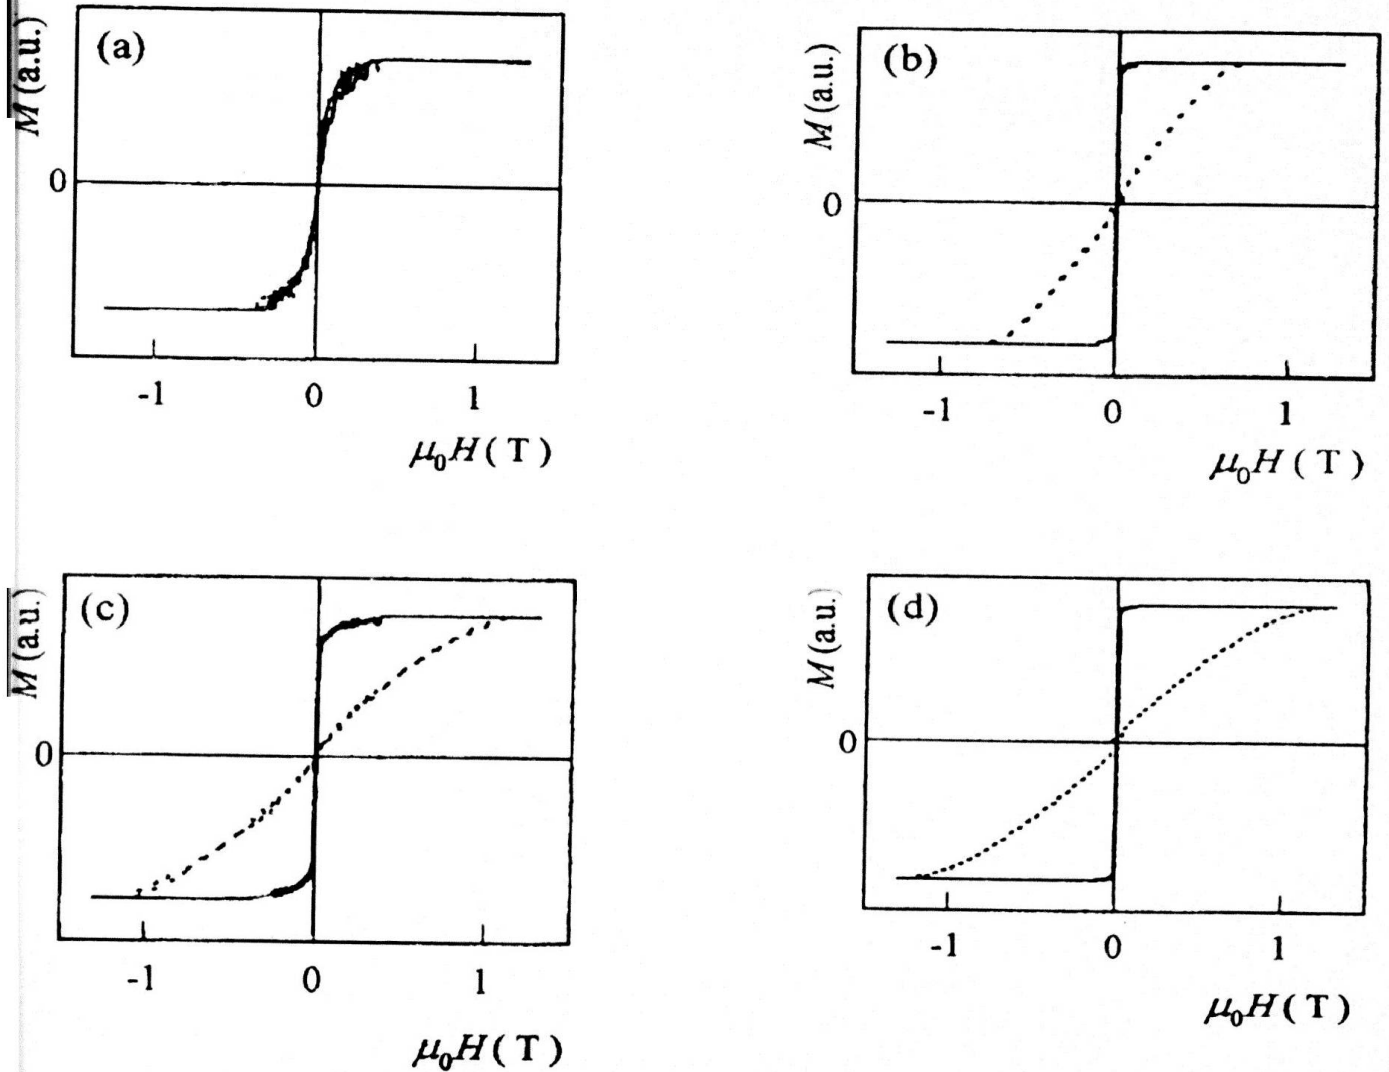 (a)
M (a.u.)
0
-1 0 1
μ₀H (T)
(b)
M (a.u.)
0
-1 0 1
μ₀H (T)
(c)
M (a.u.)
0
-1 0 1
μ₀H (T)
(d)
M (a.u.)
0
-1 0 1
μ₀H (T)